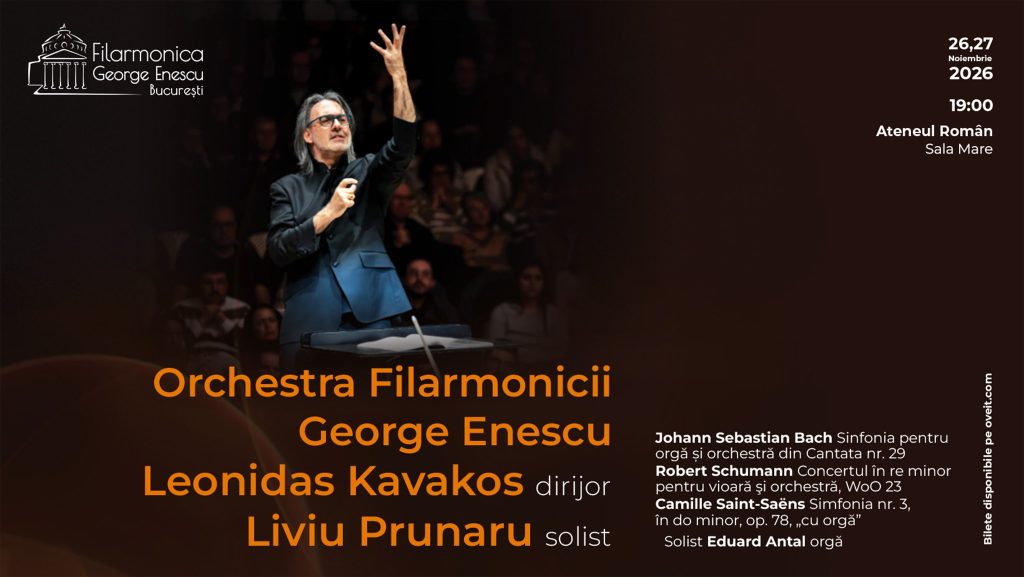 Filarmonica
George Enescu
București
26,27
Noiembrie
2026
19:00
Ateneul Român
Sala Mare
Orchestra Filarmonicii
George Enescu
Leonidas Kavakos dirijor
Liviu Prunaru solist
Johann Sebastian Bach Sinfonia pentru
orgă și orchestră din Cantata nr. 29
Robert Schumann Concertul în re minor
pentru vioară şi orchestră, WoO 23
Camille Saint-Saëns Simfonia nr. 3,
în do minor, op. 78, „cu orgă”
Solist Eduard Antal orgă
Bilete disponibile pe oveit.com